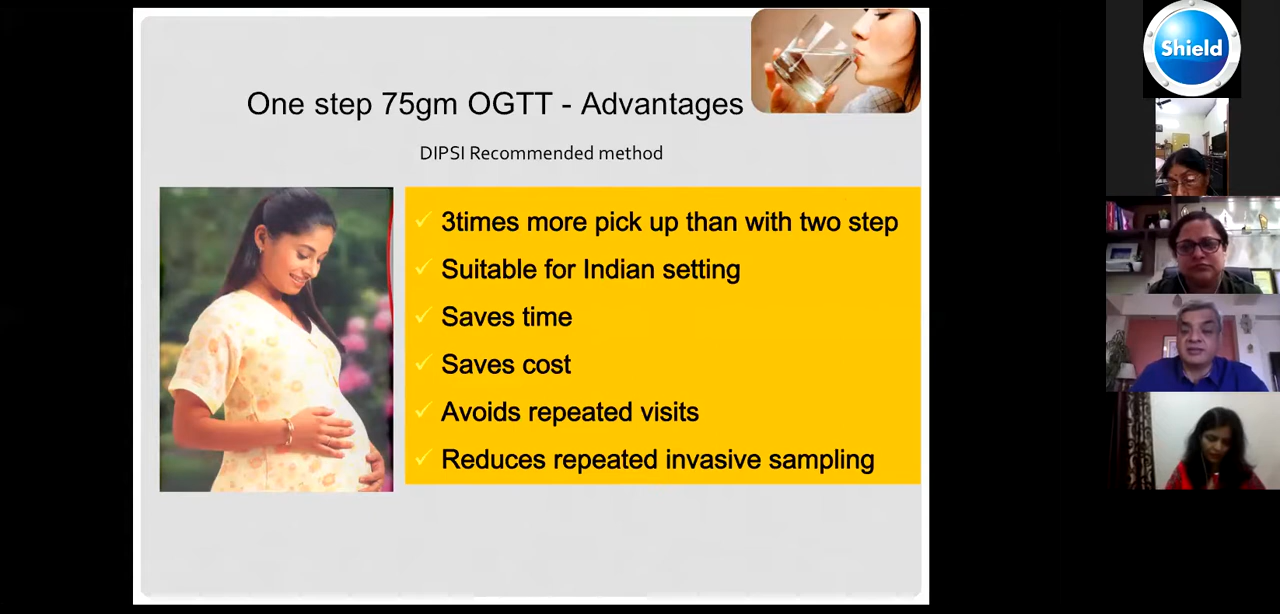 One step 75gm OGTT - Advantages
DIPSI Recommended method
3times more pick up than with two step
Suitable for Indian setting
Saves time
Saves cost
Avoids repeated visits
Reduces repeated invasive sampling
Shield